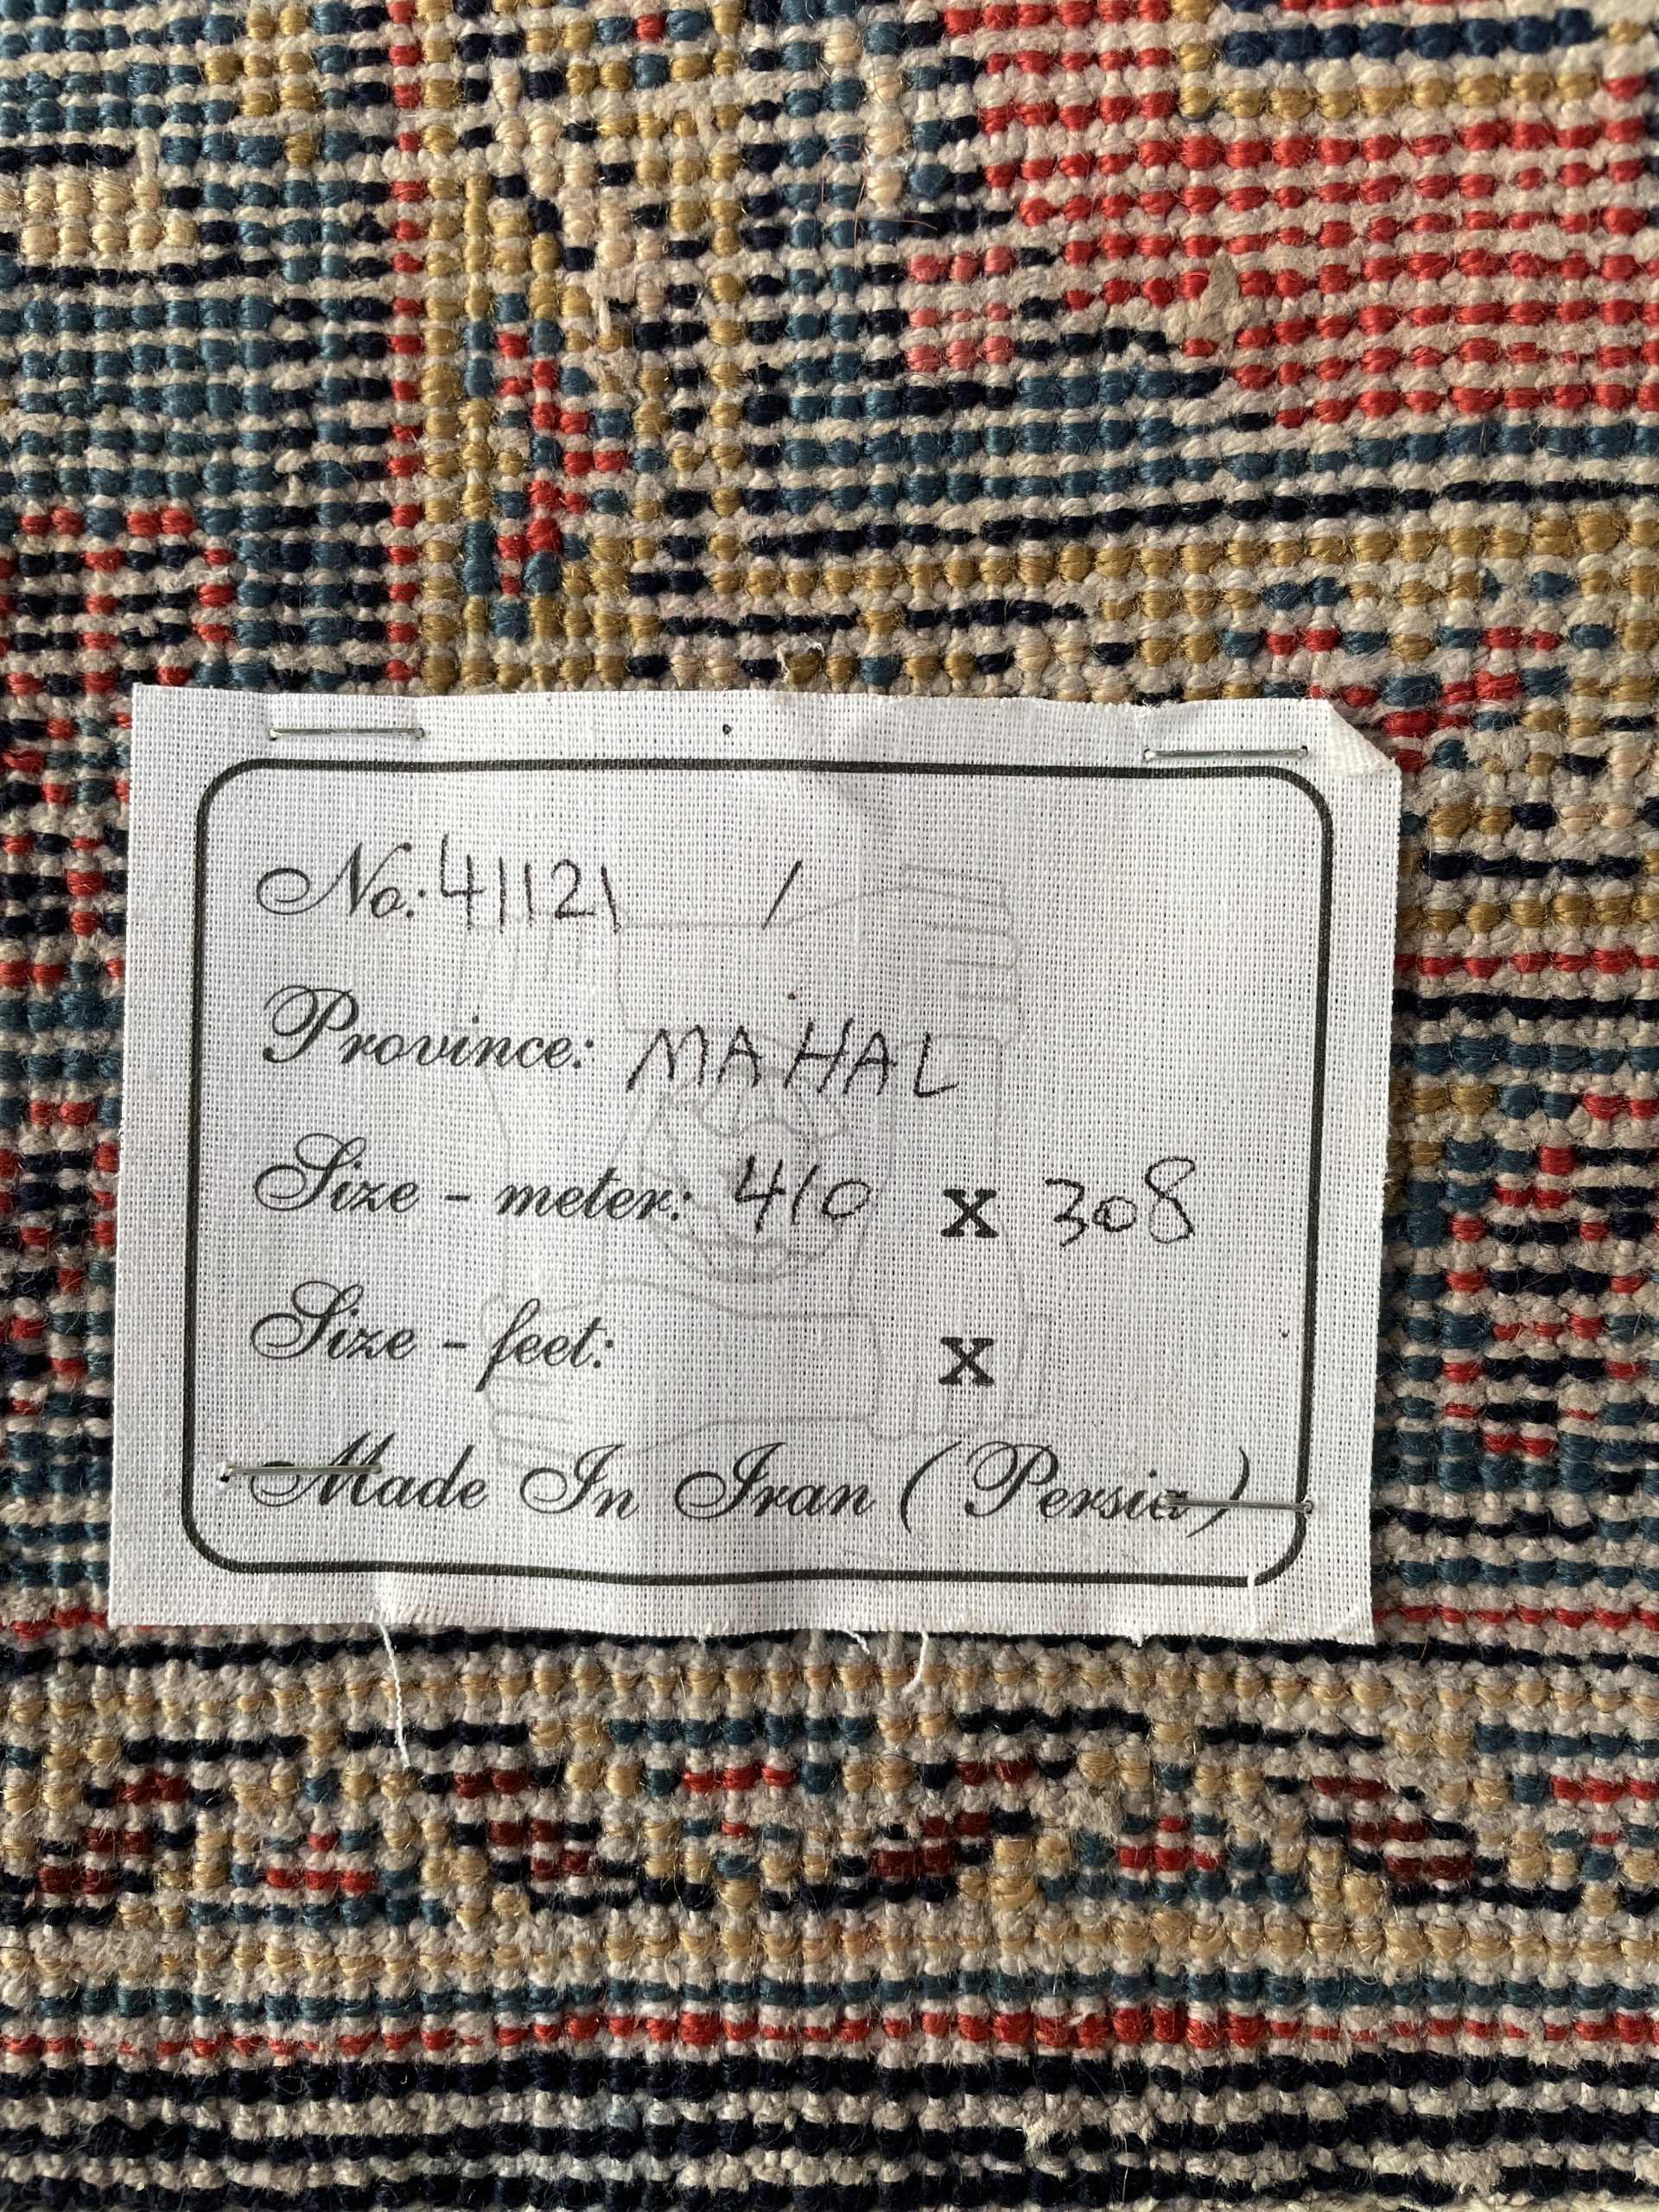 No.: 41121 /
Province: MAHAL
Size - meter: 410 x 308
Size - feet: x
Made In Iran (Persia)